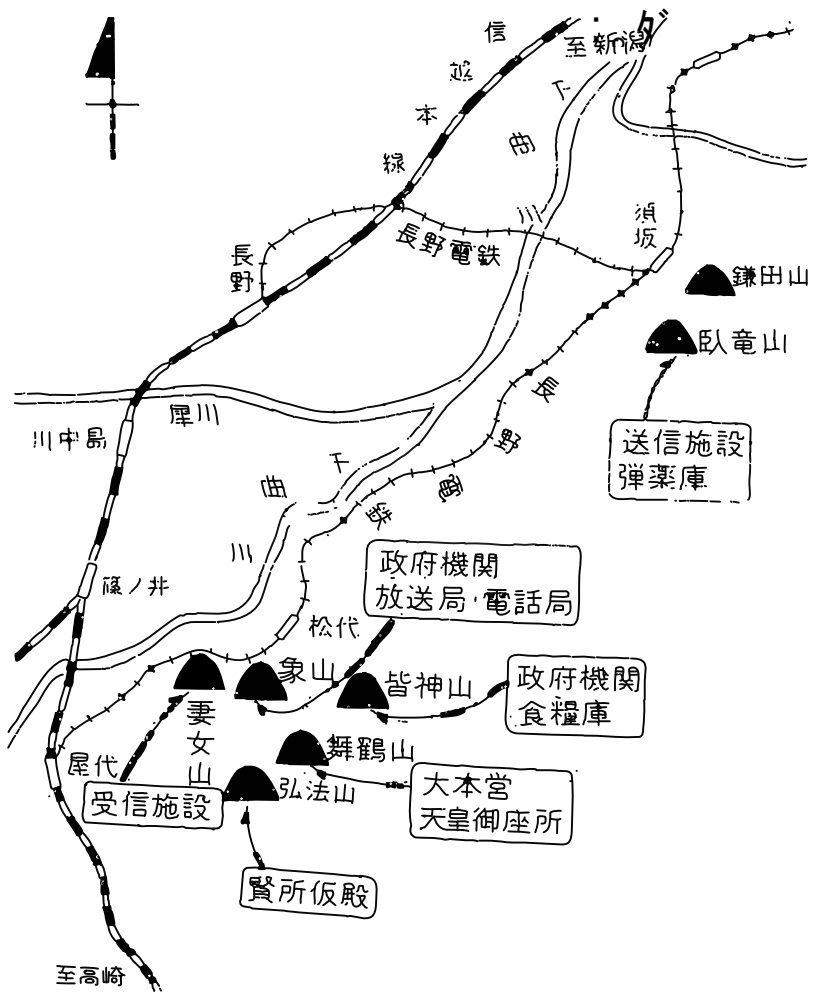 ダ
至新潟
信越本線
千曲川
須坂
長野電鉄
長野
鎌田山
臥竜山
犀川
川中島
長野電鉄
送信施設
弾薬庫
千曲川
篠ノ井
政府機関
放送局・電話局
松代
象山
皆神山
政府機関
食糧庫
妻女山
舞鶴山
屋代
弘法山
受信施設
大本営
天皇御座所
賢所仮殿
至高崎